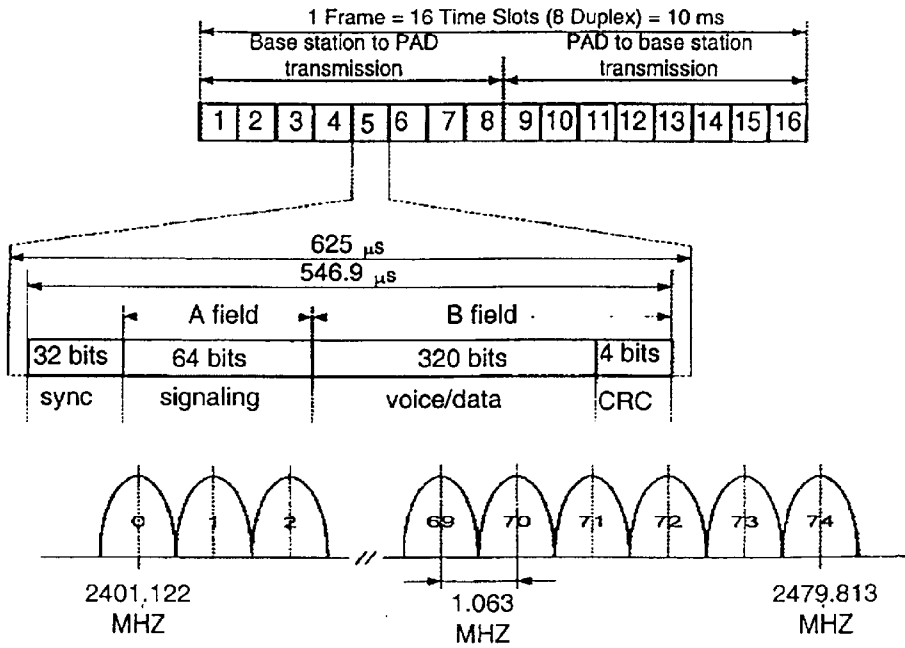 1 Frame = 16 Time Slots (8 Duplex) = 10 ms
Base station to PAD transmission
PAD to base station transmission
1 2 3 4 5 6 7 8 9 10 11 12 13 14 15 16
625 μs
546.9 μs
A field B field
32 bits 64 bits 320 bits 4 bits
sync signaling voice/data CRC
0 1 2 69 70 71 72 73 74
2401.122 MHZ
1.063 MHZ
2479.813 MHZ